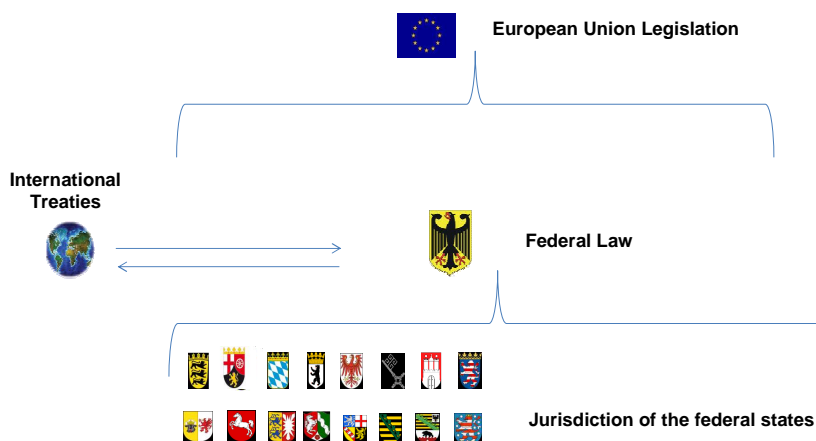 European Union Legislation
International
Treaties
Federal Law
Jurisdiction of the federal states